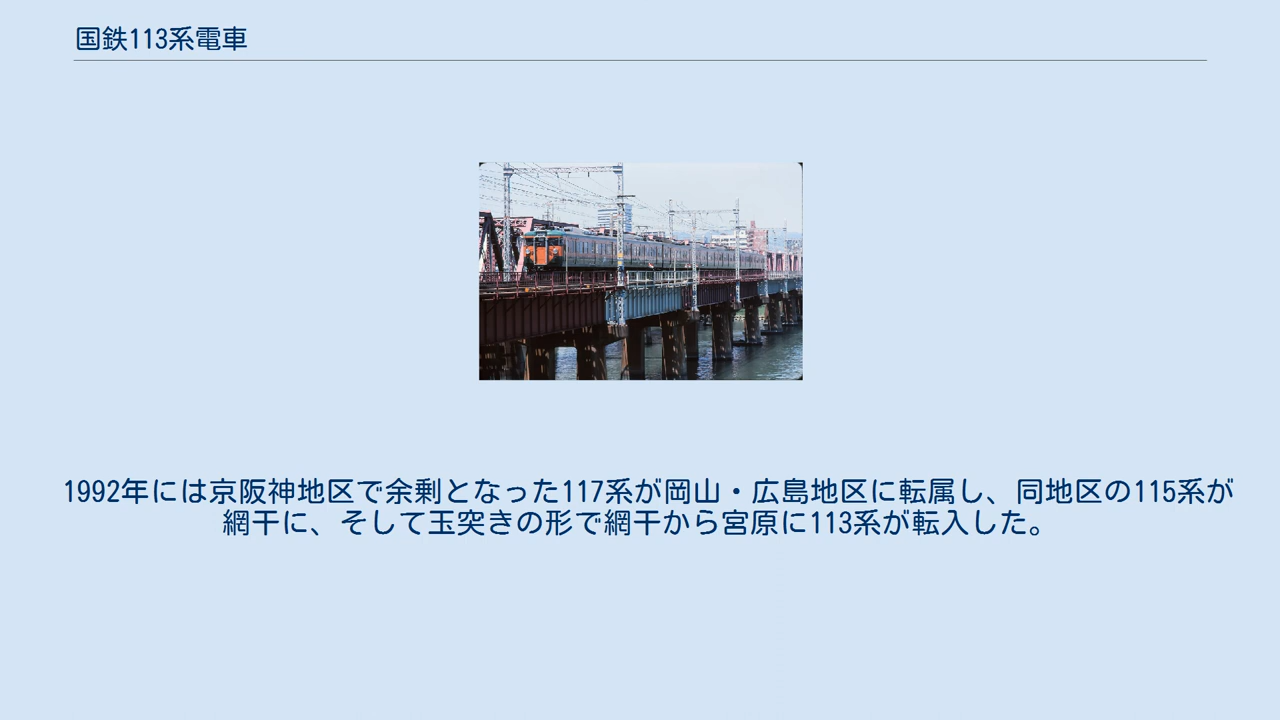 国鉄113系電車
1992年には京阪神地区で余剰となった117系が岡山・広島地区に転属し、同地区の115系が
網干に、そして玉突きの形で網干から宮原に113系が転入した。